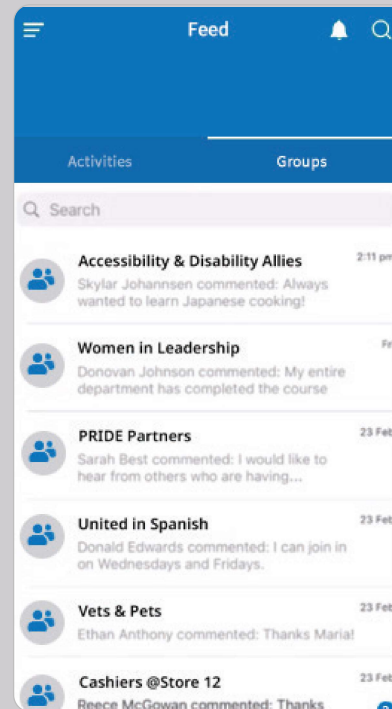 Feed
Activities
Groups
Search
Accessibility & Disability Allies
2:11 pm
Skylar Johannsen commented: Always
wanted to learn Japanese cooking!
Women in Leadership
Fr
Donovan Johnson commented: My entire
department has completed the course
PRIDE Partners
23 Feb
Sarah Best commented: I would like to
hear from others who are having...
United in Spanish
23 Feb
Donald Edwards commented: I can join in
on Wednesdays and Fridays.
Vets & Pets
23 Feb
Ethan Anthony commented: Thanks Maria!
Cashiers @Store 12
23 Feb
Reece McGowan commented: Thanks